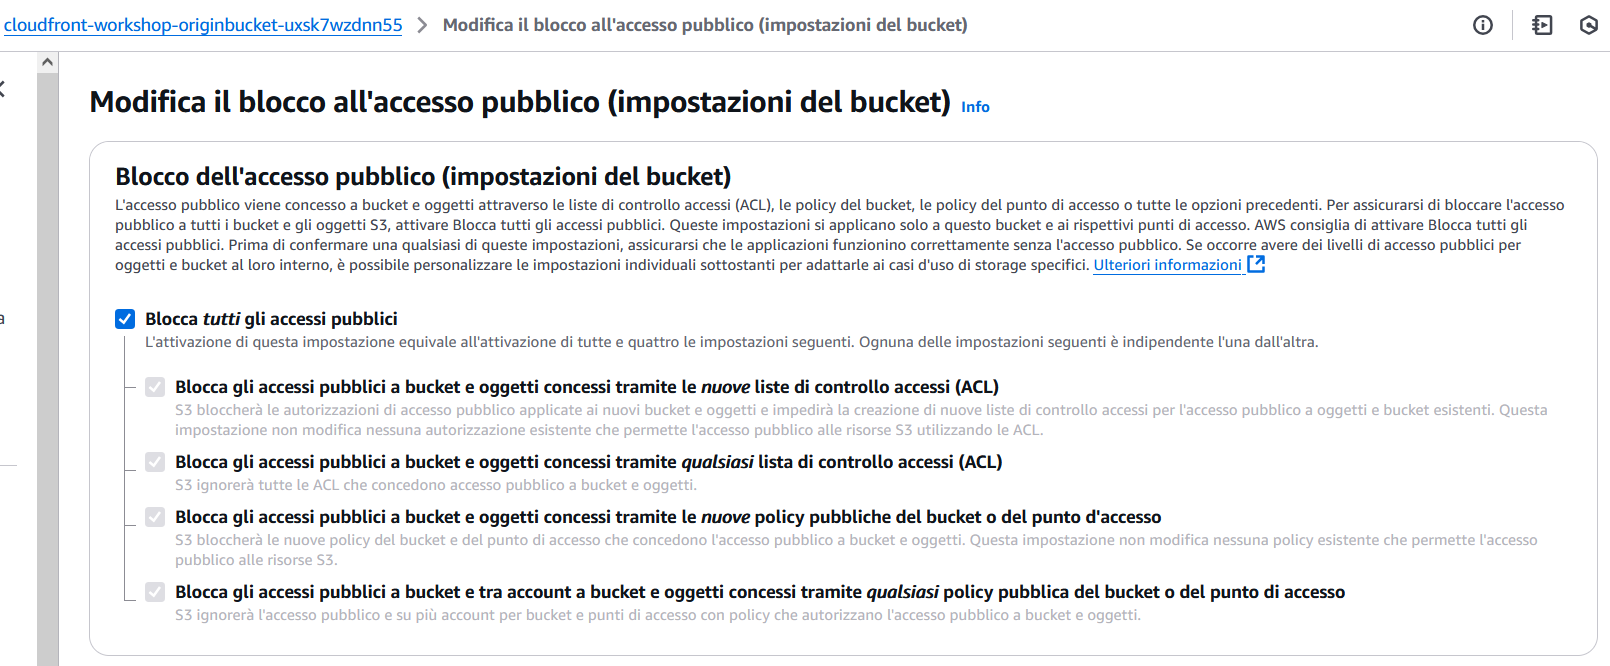 cloudfront-workshop-originbucket-uxsk7wzdnn55 > Modifica il blocco all'accesso pubblico (impostazioni del bucket)
Modifica il blocco all'accesso pubblico (impostazioni del bucket) Info
Blocco dell'accesso pubblico (impostazioni del bucket)
L'accesso pubblico viene concesso a bucket e oggetti attraverso le liste di controllo accessi (ACL), le policy del bucket, le policy del punto di accesso o tutte le opzioni precedenti. Per assicurarsi di bloccare l'accesso
pubblico a tutti i bucket e gli oggetti S3, attivare Blocca tutti gli accessi pubblici. Queste impostazioni si applicano solo a questo bucket e ai rispettivi punti di accesso. AWS consiglia di attivare Blocca tutti gli
accessi pubblici. Prima di confermare una qualsiasi di queste impostazioni, assicurarsi che le applicazioni funzionino correttamente senza l'accesso pubblico. Se occorre avere dei livelli di accesso pubblici per
oggetti e bucket al loro interno, è possibile personalizzare le impostazioni individuali sottostanti per adattarle ai casi d'uso di storage specifici. Ulteriori informazioni
a
Blocca tutti gli accessi pubblici
L'attivazione di questa impostazione equivale all'attivazione di tutte e quattro le impostazioni seguenti. Ognuna delle impostazioni seguenti è indipendente l'una dall'altra.
Blocca gli accessi pubblici a bucket e oggetti concessi tramite le nuove liste di controllo accessi (ACL)
S3 bloccherà le autorizzazioni di accesso pubblico applicate ai nuovi bucket e oggetti e impedirà la creazione di nuove liste di controllo accessi per l'accesso pubblico a oggetti e bucket esistenti. Questa
impostazione non modifica nessuna autorizzazione esistente che permette l'accesso pubblico alle risorse S3 utilizzando le ACL.
Blocca gli accessi pubblici a bucket e oggetti concessi tramite qualsiasi lista di controllo accessi (ACL)
S3 ignorerà tutte le ACL che concedono accesso pubblico a bucket e oggetti.
Blocca gli accessi pubblici a bucket e oggetti concessi tramite le nuove policy pubbliche del bucket o del punto d'accesso
S3 bloccherà le nuove policy del bucket e del punto di accesso che concedono l'accesso pubblico a bucket e oggetti. Questa impostazione non modifica nessuna policy esistente che permette l'accesso
pubblico alle risorse S3.
Blocca gli accessi pubblici a bucket e tra account a bucket e oggetti concessi tramite qualsiasi policy pubblica del bucket o del punto di accesso
S3 ignorerà l'accesso pubblico e su più account per bucket e punti di accesso con policy che autorizzano l'accesso pubblico a bucket e oggetti.